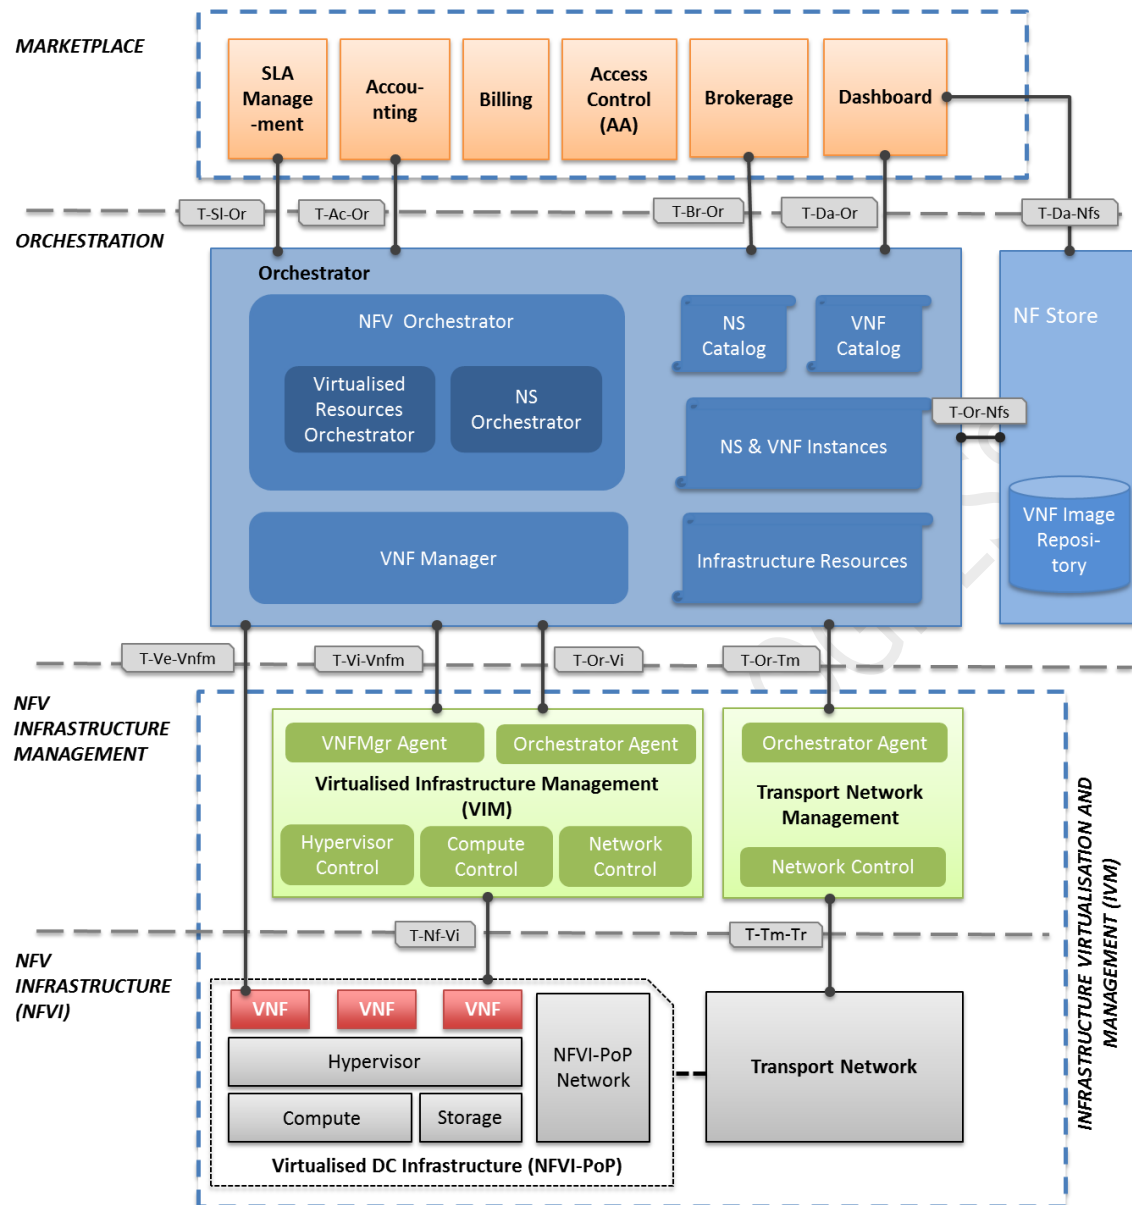 MARKETPLACE
SLA
Manage
-ment
Accou-
nting
Billing
Access
Control
(AA)
Brokerage
Dashboard
T-Sl-Or
T-Ac-Or
T-Br-Or
T-Da-Or
T-Da-Nfs
ORCHESTRATION
Orchestrator
NFV Orchestrator
Virtualised
Resources
Orchestrator
NS
Orchestrator
VNF Manager
NS
Catalog
VNF
Catalog
NS & VNF Instances
Infrastructure Resources
T-Or-Nfs
NF Store
VNF Image
Reposi-
tory
T-Ve-Vnfm
T-Vi-Vnfm
T-Or-Vi
T-Or-Tm
NFV
INFRASTRUCTURE
MANAGEMENT
VNFMgr Agent
Orchestrator Agent
Virtualised Infrastructure Management
(VIM)
Hypervisor
Control
Compute
Control
Network
Control
Orchestrator Agent
Transport Network
Management
Network Control
INFRASTRUCTURE VIRTUALISATION AND
MANAGEMENT (IVM)
T-Nf-Vi
T-Tm-Tr
NFV
INFRASTRUCTURE
(NFVI)
VNF
VNF
VNF
Hypervisor
Compute
Storage
NFVI-PoP
Network
Virtualised DC Infrastructure (NFVI-PoP)
Transport Network